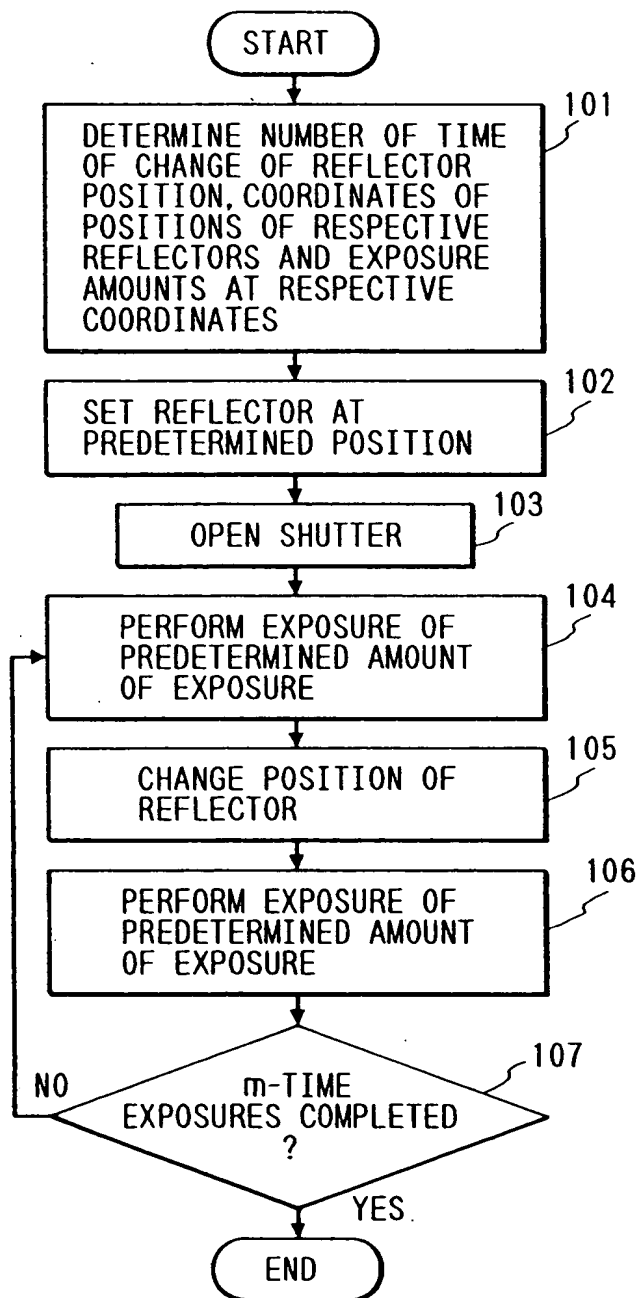 START
101
DETERMINE NUMBER OF TIME
OF CHANGE OF REFLECTOR
POSITION, COORDINATES OF
POSITIONS OF RESPECTIVE
REFLECTORS AND EXPOSURE
AMOUNTS AT RESPECTIVE
COORDINATES
102
SET REFLECTOR AT
PREDETERMINED POSITION
103
OPEN SHUTTER
104
PERFORM EXPOSURE OF
PREDETERMINED AMOUNT
OF EXPOSURE
105
CHANGE POSITION OF
REFLECTOR
106
PERFORM EXPOSURE OF
PREDETERMINED AMOUNT
OF EXPOSURE
107
NO
m-TIME
EXPOSURES COMPLETED
?
YES
END